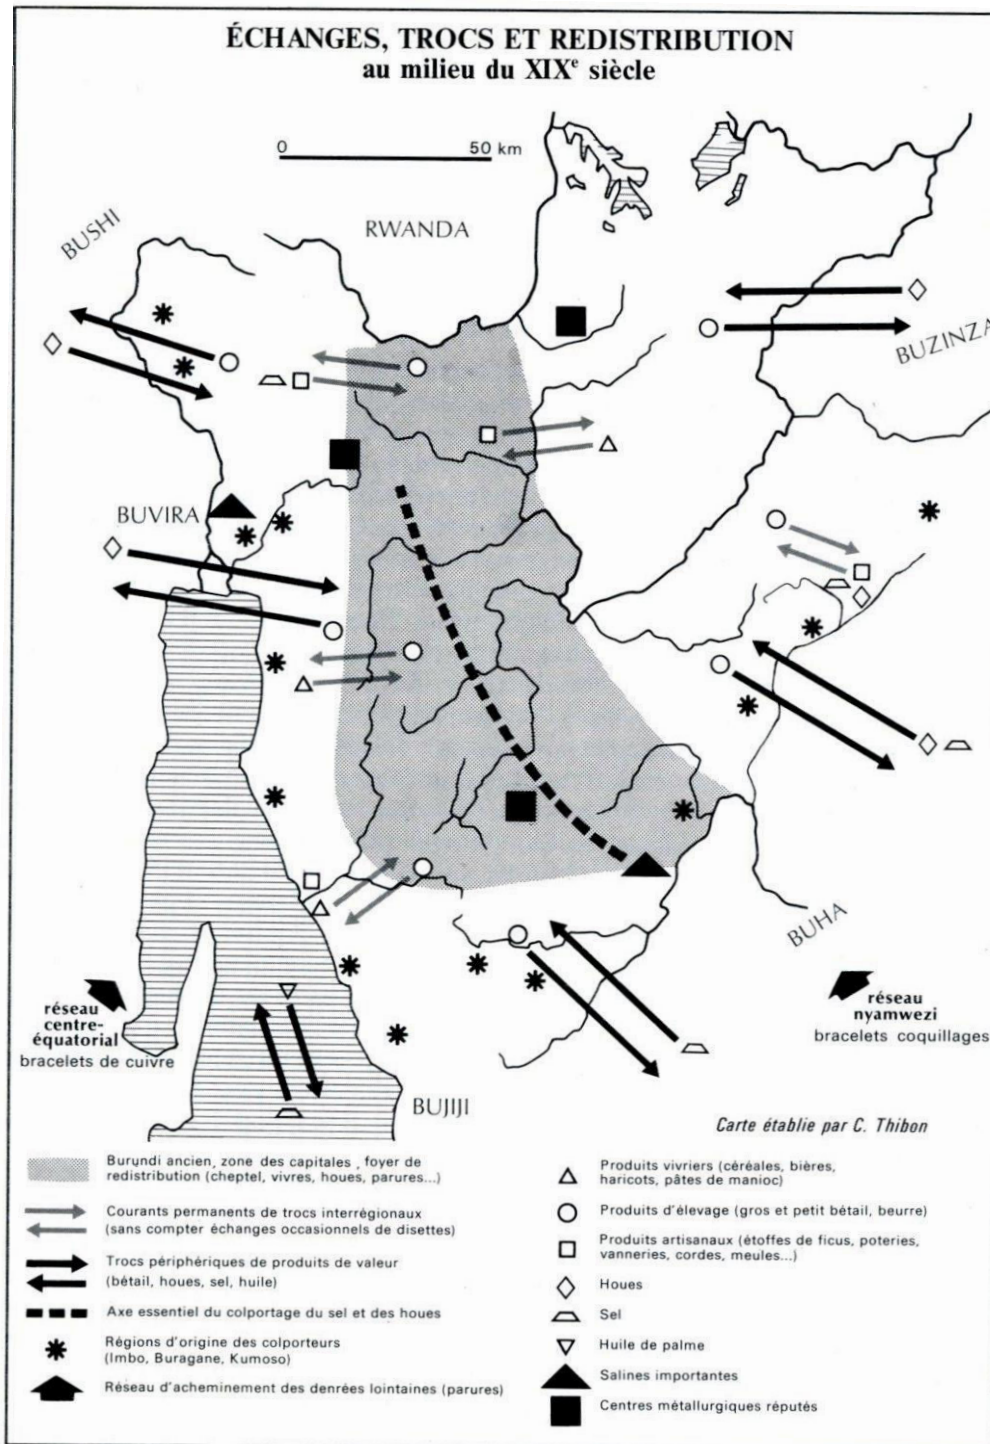 ÉCHANGES, TROCS ET REDISTRIBUTION
au milieu du XIXe siècle
0 50 km
BUSHI
RWANDA
BUZINZA
BUVIRA
BUHA
réseau
centre-
équatorial
bracelets de cuivre
réseau
nyamwezi
bracelets coquillages
BUJIJI
Carte établie par C. Thibon
Burundi ancien, zone des capitales, foyer de
redistribution (cheptel, vivres, houes, parures...)
Courants permanents de trocs interrégionaux
(sans compter échanges occasionnels de disettes)
Trocs périphériques de produits de valeur
(bétail, houes, sel, huile)
Axe essentiel du colportage du sel et des houes
Régions d'origine des colporteurs
(Imbo, Buragane, Kumoso)
Réseau d'acheminement des denrées lointaines (parures)
Produits vivriers (céréales, bières,
haricots, pâtes de manioc)
Produits d'élevage (gros et petit bétail, beurre)
Produits artisanaux (étoffes de ficus, poteries,
vanneries, cordes, meules...)
Houes
Sel
Huile de palme
Salines importantes
Centres métallurgiques réputés